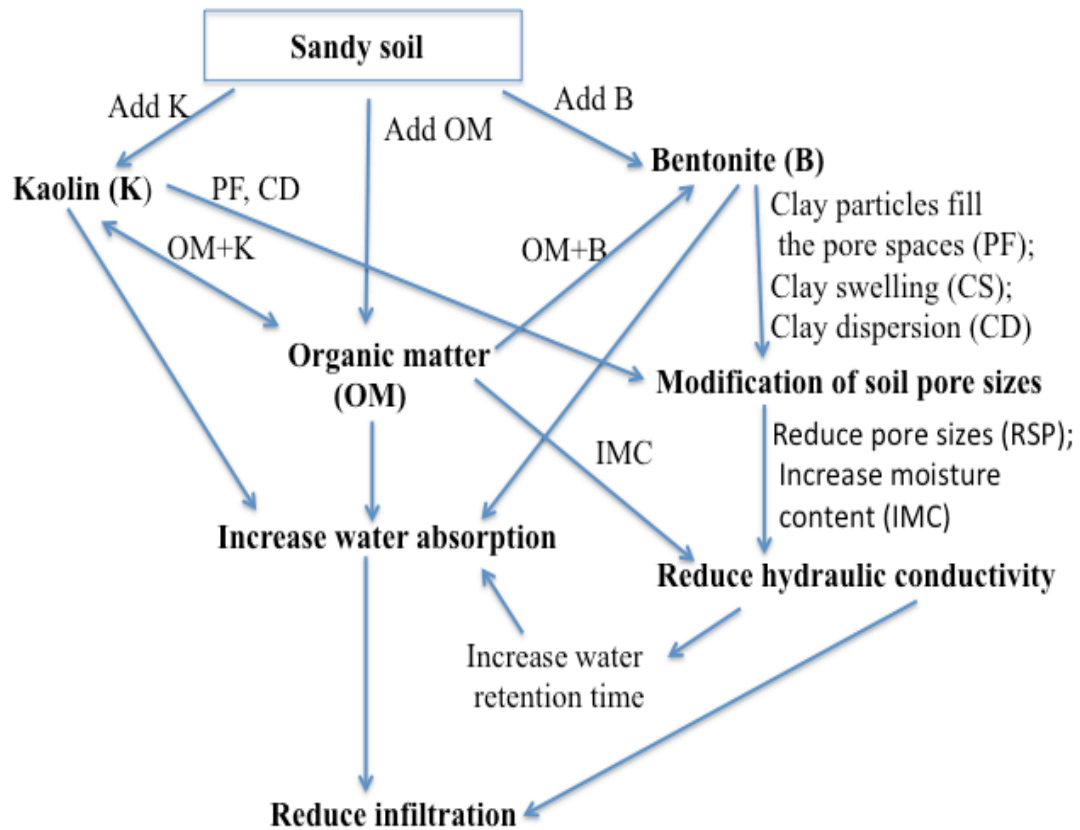 Sandy soil
Add K
Add OM
Add B
Kaolin (K)
PF, CD
Bentonite (B)
OM+K
OM+B
Clay particles fill
the pore spaces (PF);
Clay swelling (CS);
Clay dispersion (CD)
Organic matter
(OM)
Modification of soil pore sizes
IMC
Reduce pore sizes (RSP);
Increase moisture
content (IMC)
Increase water absorption
Reduce hydraulic conductivity
Increase water
retention time
Reduce infiltration